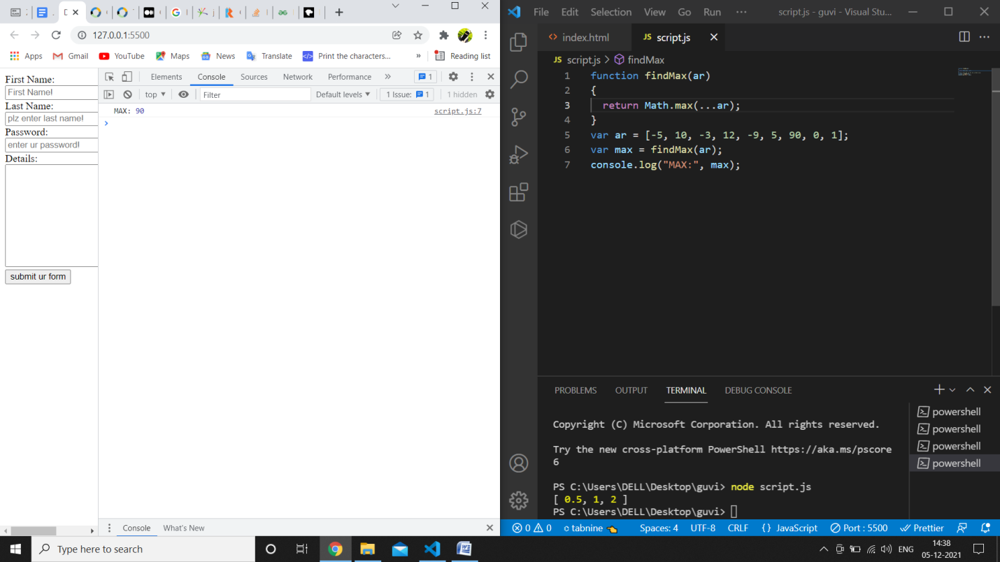 127.0.0.1:5500
Apps
Gmail
YouTube
Maps
News
Translate
Print the characters...
»
Reading list
First Name:
First Name!
Last Name:
plz enter last name!
Password:
enter ur password!
Details:
submit ur form
Elements
Console
Sources
Network
Performance
»
1
top
Filter
Default levels
1 Issue:
1
1 hidden
MAX: 90
script.js:7
Console
What's New
File
Edit
Selection
View
Go
Run
···
script.js - guvi - Visual Stu...
index.html
JS script.js
JS script.js > findMax
1 function findMax(ar)
2 {
3 return Math.max(...ar);
4 }
5 var ar = [-5, 10, -3, 12, -9, 5, 90, 0, 1];
6 var max = findMax(ar);
7 console.log("MAX:", max);
PROBLEMS
OUTPUT
TERMINAL
DEBUG CONSOLE
Copyright (C) Microsoft Corporation. All rights reserved.
Try the new cross-platform PowerShell https://aka.ms/pscore
6
PS C:\Users\DELL\Desktop\guvi> node script.js
[ 0.5, 1, 2 ]
PS C:\Users\DELL\Desktop\guvi>
powershell
powershell
powershell
powershell
0
0
tabnine
Spaces: 4
UTF-8
CRLF
{ } JavaScript
Port : 5500
Prettier
Type here to search
ENG
14:38
05-12-2021